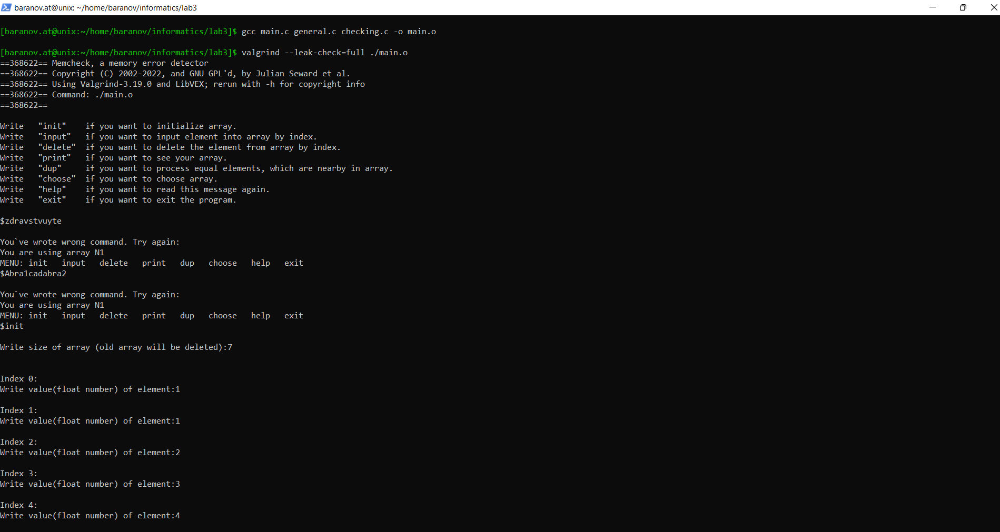 baranov.at@unix: ~/home/baranov/informatics/lab3
[baranov.at@unix:~/home/baranov/informatics/lab3]$ gcc main.c general.c checking.c -o main.o
[baranov.at@unix:~/home/baranov/informatics/lab3]$ valgrind --leak-check=full ./main.o
==368622== Memcheck, a memory error detector
==368622== Copyright (C) 2002-2022, and GNU GPL'd, by Julian Seward et al.
==368622== Using Valgrind-3.19.0 and LibVEX; rerun with -h for copyright info
==368622== Command: ./main.o
==368622==
Write   "init"    if you want to initialize array.
Write   "input"   if you want to input element into array by index.
Write   "delete"  if you want to delete the element from array by index.
Write   "print"   if you want to see your array.
Write   "dup"     if you want to process equal elements, which are nearby in array.
Write   "choose"  if you want to choose array.
Write   "help"    if you want to read this message again.
Write   "exit"    if you want to exit the program.
$zdravstvuyte
You`ve wrote wrong command. Try again:
You are using array N1
MENU: init   input   delete   print   dup   choose   help   exit
$Abra1cadabra2
You`ve wrote wrong command. Try again:
You are using array N1
MENU: init   input   delete   print   dup   choose   help   exit
$init
Write size of array (old array will be deleted):7
Index 0:
Write value(float number) of element:1
Index 1:
Write value(float number) of element:1
Index 2:
Write value(float number) of element:2
Index 3:
Write value(float number) of element:3
Index 4:
Write value(float number) of element:4